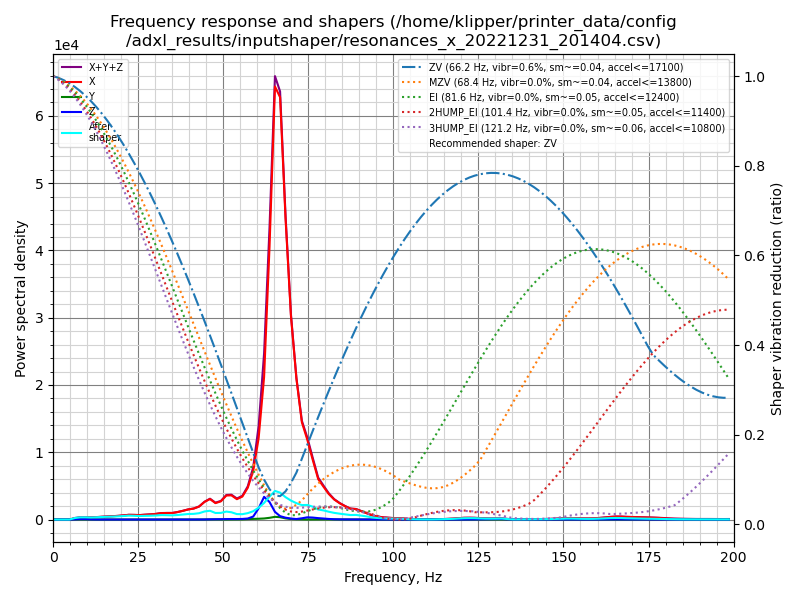 Frequency response and shapers (/home/klipper/printer_data/config
/adxl_results/inputshaper/resonances_x_20221231_201404.csv)
1e4
X+Y+Z
X
Y
Z
After
shaper
ZV (66.2 Hz, vibr=0.6%, sm~=0.04, accel<=17100)
MZV (68.4 Hz, vibr=0.0%, sm~=0.04, accel<=13800)
EI (81.6 Hz, vibr=0.0%, sm~=0.05, accel<=12400)
2HUMP_EI (101.4 Hz, vibr=0.0%, sm~=0.05, accel<=11400)
3HUMP_EI (121.2 Hz, vibr=0.0%, sm~=0.06, accel<=10800)
Recommended shaper: ZV
Power spectral density
6
5
4
3
2
1
0
1.0
0.8
0.6
0.4
0.2
0.0
Shaper vibration reduction (ratio)
0 25 50 75 100 125 150 175 200
Frequency, Hz